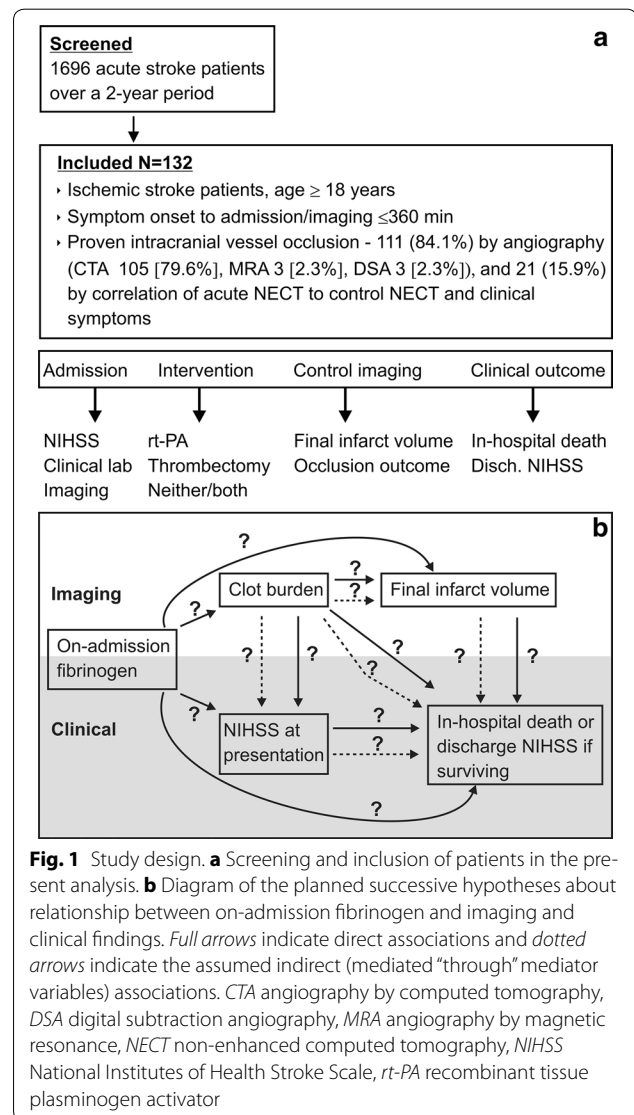 a
Screened
1696 acute stroke patients
over a 2-year period
Included N=132
‣ Ischemic stroke patients, age ≥ 18 years
‣ Symptom onset to admission/imaging ≤360 min
‣ Proven intracranial vessel occlusion - 111 (84.1%) by angiography
(CTA 105 [79.6%], MRA 3 [2.3%], DSA 3 [2.3%]), and 21 (15.9%)
by correlation of acute NECT to control NECT and clinical
symptoms
Admission Intervention Control imaging Clinical outcome
NIHSS rt-PA Final infarct volume In-hospital death
Clinical lab Thrombectomy Occlusion outcome Disch. NIHSS
Imaging Neither/both
b
?
Imaging
Clot burden
?
?
Final infarct volume
?
On-admission
fibrinogen
? ? ? ? ? ?
Clinical
?
NIHSS at
presentation
?
?
In-hospital death or
discharge NIHSS if
surviving
?
Fig. 1 Study design. a Screening and inclusion of patients in the pre-
sent analysis. b Diagram of the planned successive hypotheses about
relationship between on-admission fibrinogen and imaging and
clinical findings. Full arrows indicate direct associations and dotted
arrows indicate the assumed indirect (mediated "through" mediator
variables) associations. CTA angiography by computed tomography,
DSA digital subtraction angiography, MRA angiography by magnetic
resonance, NECT non-enhanced computed tomography, NIHSS
National Institutes of Health Stroke Scale, rt-PA recombinant tissue
plasminogen activator